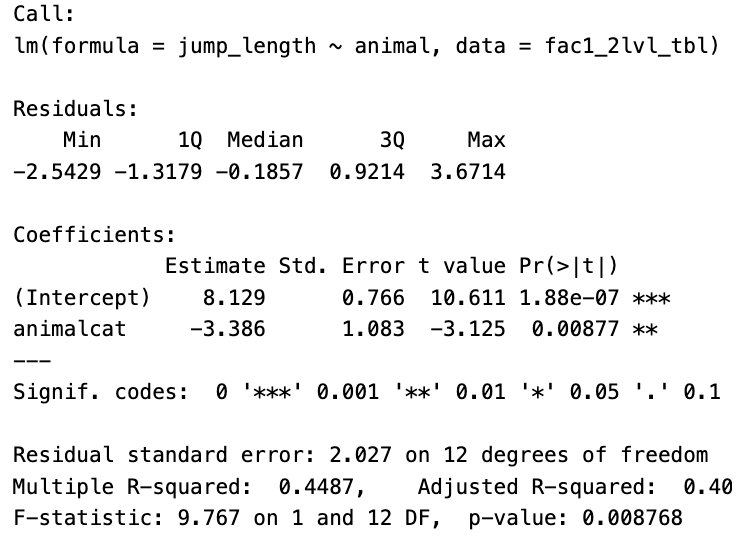 Call:
lm(formula = jump_length ~ animal, data = fac1_2lvl_tbl)
Residuals:
Min 1Q Median 3Q Max
-2.5429 -1.3179 -0.1857 0.9214 3.6714
Coefficients:
Estimate Std. Error t value Pr(>|t|)
(Intercept) 8.129 0.766 10.611 1.88e-07 ***
animalcat -3.386 1.083 -3.125 0.00877 **
---
Signif. codes: 0 '***' 0.001 '**' 0.01 '*' 0.05 '.' 0.1
Residual standard error: 2.027 on 12 degrees of freedom
Multiple R-squared: 0.4487, Adjusted R-squared: 0.40
F-statistic: 9.767 on 1 and 12 DF, p-value: 0.008768